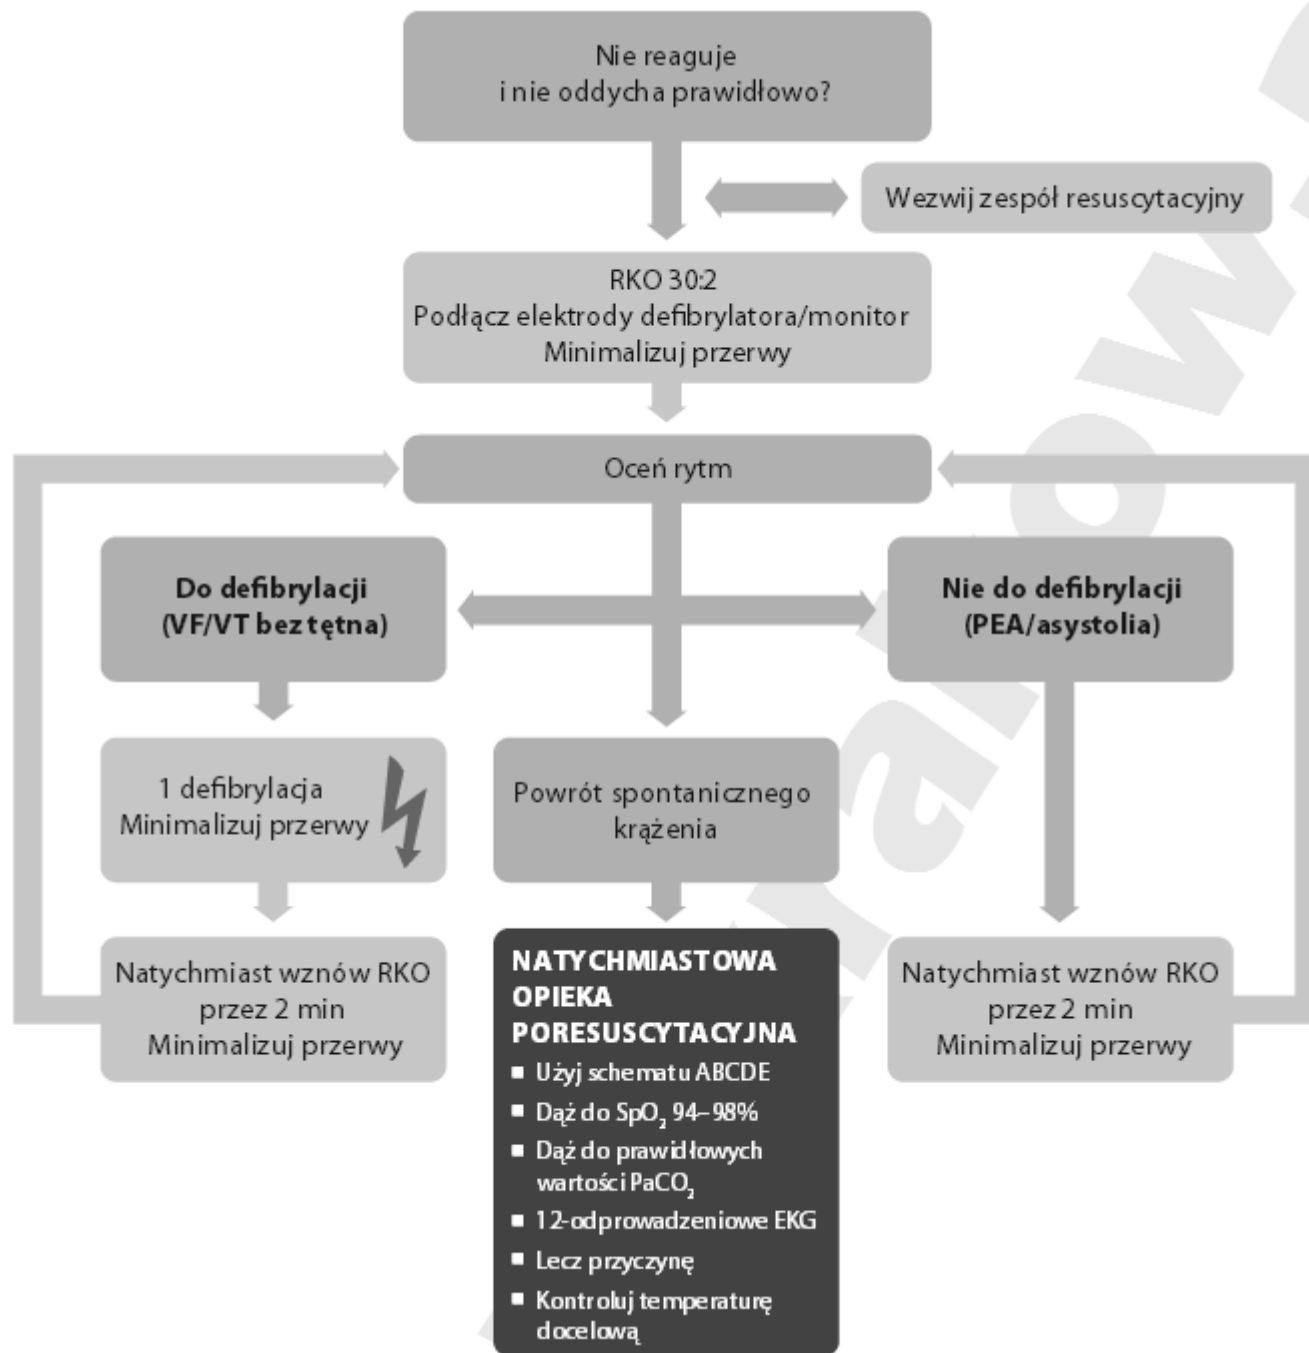 Nie reaguje
i nie oddycha prawidłowo?
Wezwij zespół resuscytacyjny
RKO 30:2
Podłącz elektrody defibrylatora/monitor
Minimalizuj przerwy
Oceń rytm
Do defibrylacji
(VF/VT bez tętna)
Nie do defibrylacji
(PEA/asystolia)
1 defibrylacja
Minimalizuj przerwy
Powrót spontanicznego
krążenia
Natychmiast wznów RKO
przez 2 min
Minimalizuj przerwy
NATYCHMIASTOWA
OPIEKA
PORESUSCYTACYJNA
▪ Użyj schematu ABCDE
▪ Dąż do SpO₂ 94–98%
▪ Dąż do prawidłowych
wartości PaCO₂
▪ 12-odprowadzeniowe EKG
▪ Lecz przyczynę
▪ Kontroluj temperaturę
docelową
Natychmiast wznów RKO
przez 2 min
Minimalizuj przerwy